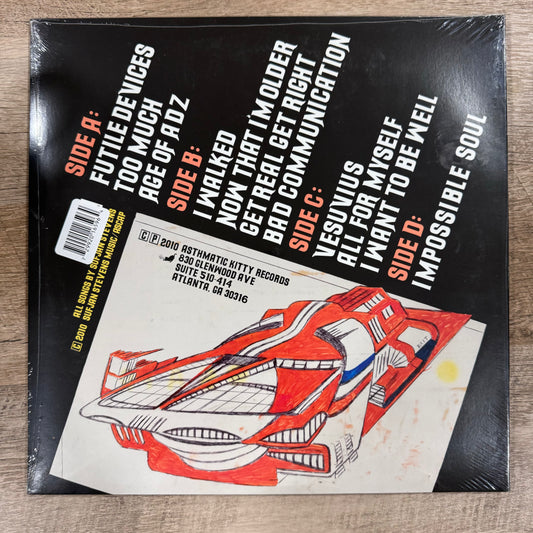 SIDE A:
FUTILE DEVICES
TOO MUCH
AGE OF ADZ
SIDE B:
I WALKED
NOW THAT I'M OLDER
GET REAL GET RIGHT
BAD COMMUNICATION
SIDE C:
VESUVIUS
ALL FOR MYSELF
I WANT TO BE WELL
SIDE D:
IMPOSSIBLE SOUL
ALL SONGS BY SUFJAN STEVENS
© 2010 SUFJAN STEVENS MUSIC/ASCAP
© ℗ 2010 ASTHMATIC KITTY RECORDS
830 GLENWOOD AVE
SUITE 510-414
ATLANTA, GA 30316